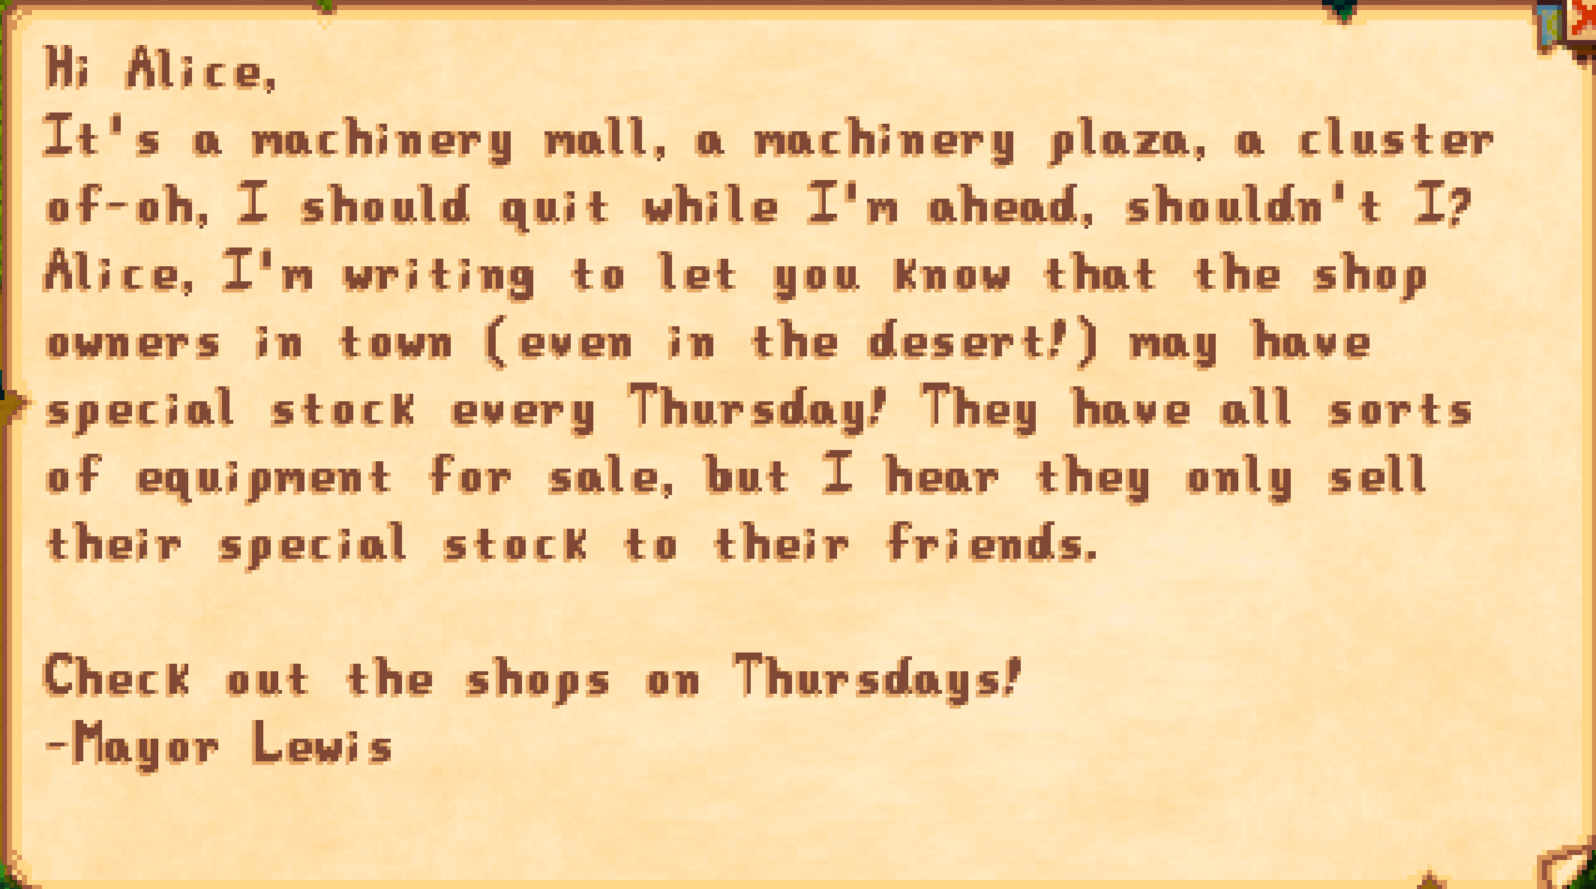 Hi Alice,
It's a machinery mall, a machinery plaza, a cluster
of-oh, I should quit while I'm ahead, shouldn't I?
Alice, I'm writing to let you know that the shop
owners in town (even in the desert!) may have
special stock every Thursday! They have all sorts
of equipment for sale, but I hear they only sell
their special stock to their friends.
Check out the shops on Thursdays!
-Mayor Lewis